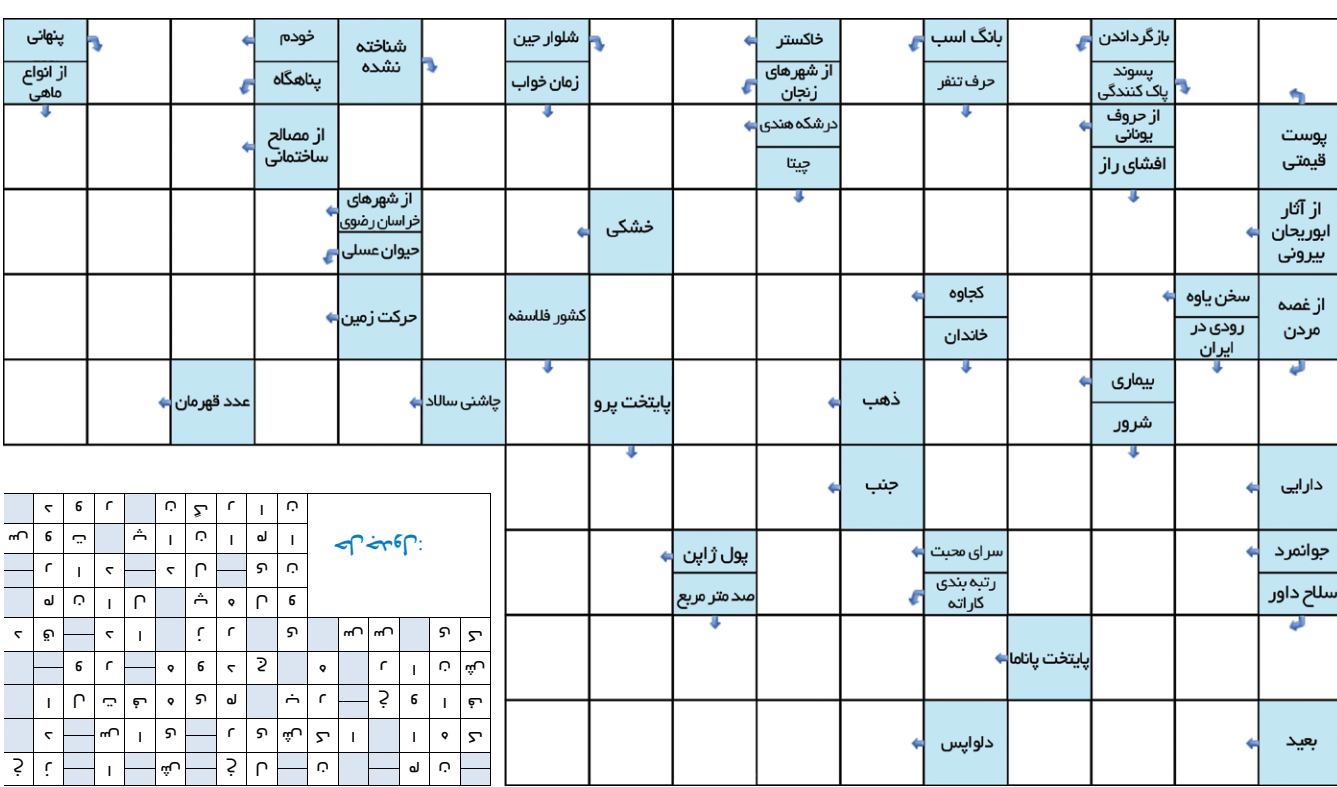 بازگرداندن
بانگ اسب
خاکستر
شلوار جین
شناخته
نشده
خودم
پنهانی
پسوند
پاک کنندگی
حرف تنفر
از شهرهای
زنجان
زمان خواب
پناهگاه
از انواع
ماهی
پوست
قیمتی
از حروف
یونانی
افشای راز
درشکه هندی
چیتا
از مصالح
ساختمانی
از آثار
ابوریحان
بیرونی
خشکی
از شهرهای
خراسان رضوی
حیوان عسلی
از غصه
مردن
سخن یاوه
رودی در
ایران
کجاوه
خاندان
کشور فلاسفه
حرکت زمین
بیماری
شرور
ذهب
پایتخت پرو
چاشنی سالاد
عدد قهرمان
دارایی
جنب
جوانمرد
سلاح داور
سرای محبت
رتبه بندی
کاراته
پول ژاپن
صد متر مربع
پایتخت پاناما
بعید
دلواپس
حل جدول:
خ ز ا ش خ ل ن م ن
د س ا ی ر ی ش ک ا ا ه ک
ا ل ت ف ه ی م ب ر خ و ا ف
و ر ه و د ج ه ر ا ن ش
د ق د ا ز ر ی س س ی ک
م ن ا ل پ ه ل و
ر ا د د ل ی ن
س و ت پ ا ن ا م ا
د و ر ن گ ر ا ن